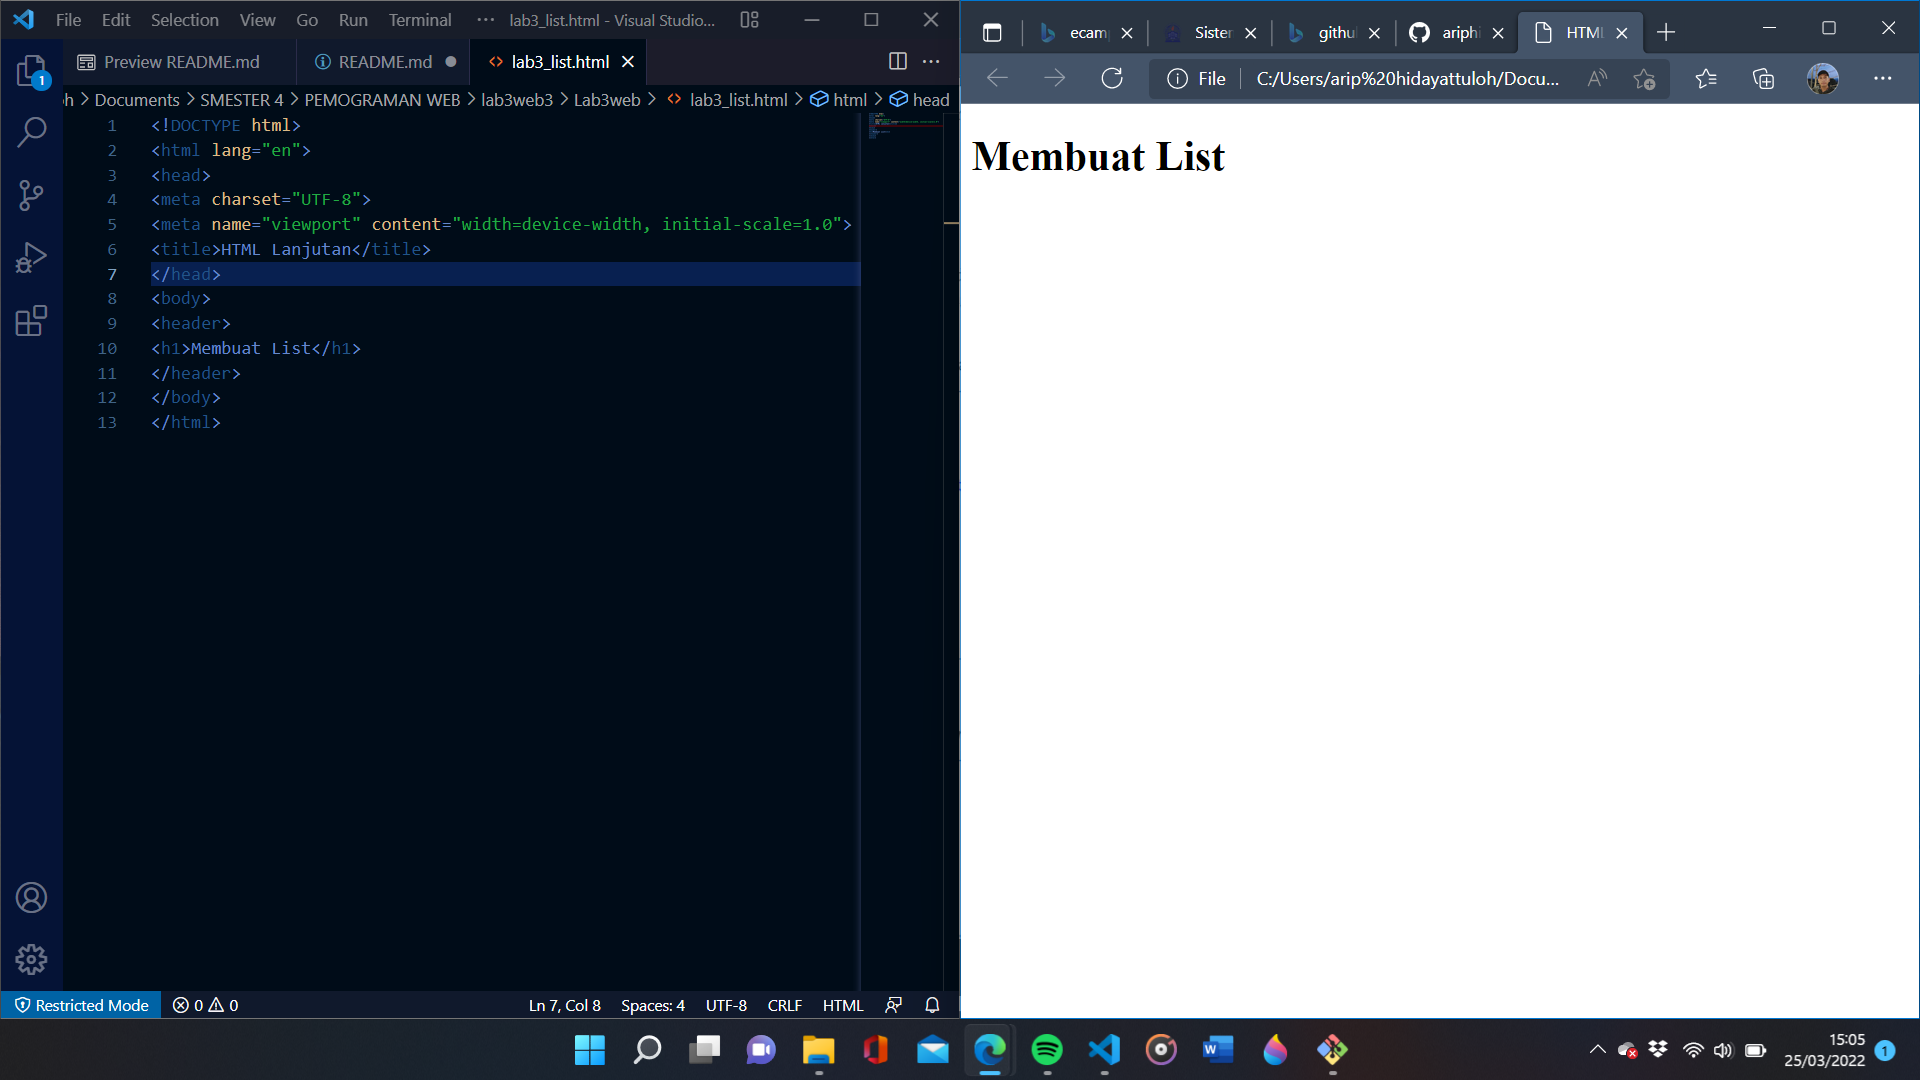 File Edit Selection View Go Run Terminal ··· lab3_list.html - Visual Studio...
Preview README.md README.md lab3_list.html
1
oh > Documents > SMESTER 4 > PEMOGRAMAN WEB > lab3web3 > Lab3web > lab3_list.html > html > head
1 <!DOCTYPE html>
2 <html lang="en">
3 <head>
4 <meta charset="UTF-8">
5 <meta name="viewport" content="width=device-width, initial-scale=1.0">
6 <title>HTML Lanjutan</title>
7 </head>
8 <body>
9 <header>
10 <h1>Membuat List</h1>
11 </header>
12 </body>
13 </html>
Restricted Mode 0 0 Ln 7, Col 8 Spaces: 4 UTF-8 CRLF HTML
ecam Sister githu ariphi HTML
File C:/Users/arip%20hidayattuloh/Docu...
Membuat List
15:05
25/03/2022
1